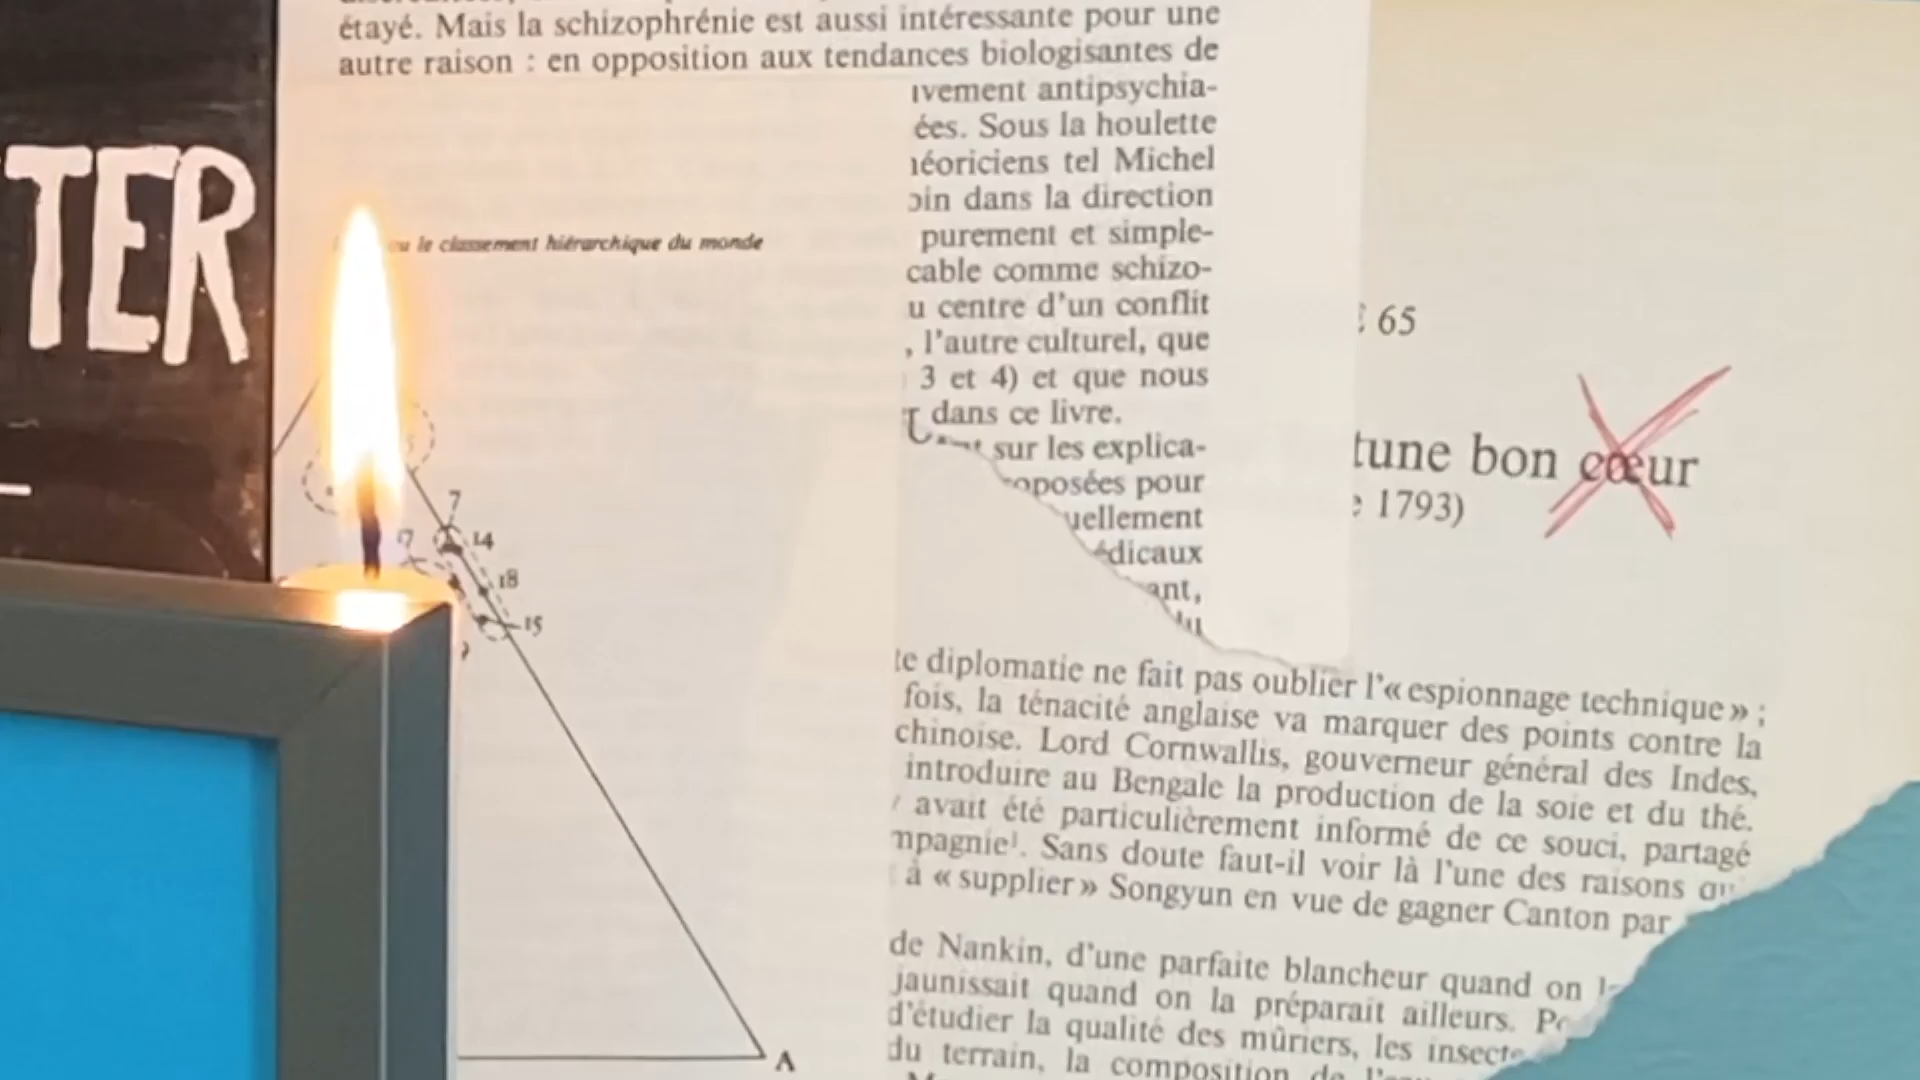 étayé. Mais la schizophrénie est aussi intéressante pour une
autre raison : en opposition aux tendances biologisantes de
ivement antipsychia-
ées. Sous la houlette
héoriciens tel Michel
oin dans la direction
purement et simple-
cable comme schizo-
u centre d'un conflit
, l'autre culturel, que
3 et 4) et que nous
dans ce livre.
sur les explica-
oposées pour
uellement
édicaux
ant,
TER
ou le classement hiérarchique du monde
7
14
17
18
15
A
65
tune bon cœur
1793)
te diplomatie ne fait pas oublier l'« espionnage technique » ;
fois, la ténacité anglaise va marquer des points contre la
chinoise. Lord Cornwallis, gouverneur général des Indes,
introduire au Bengale la production de la soie et du thé.
avait été particulièrement informé de ce souci, partagé
mpagnie¹. Sans doute faut-il voir là l'une des raisons qu
à « supplier » Songyun en vue de gagner Canton par
de Nankin, d'une parfaite blancheur quand on l
jaunissait quand on la préparait ailleurs. Po
d'étudier la qualité des mûriers, les insecte
du terrain, la composition de l'